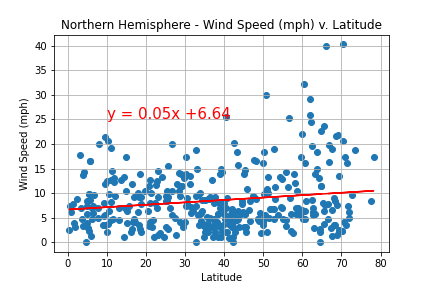 Northern Hemisphere - Wind Speed (mph) v. Latitude
40
35
30
25
20
15
10
5
0
Wind Speed (mph)
y = 0.05x +6.64
0 10 20 30 40 50 60 70 80
Latitude